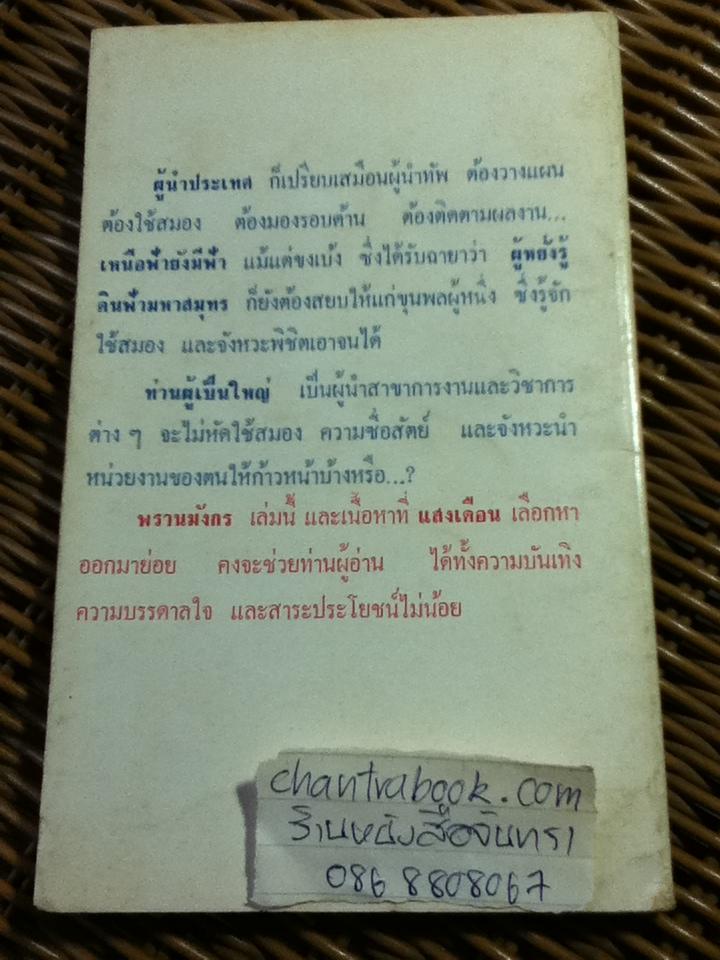 ผู้นำประเทศ ก็เปรียบเสมือนผู้นำทัพ ต้องวางแผน
ต้องใช้สมอง ต้องมองรอบด้าน ต้องติดตามผลงาน...
เหนือฟ้ายังมีฟ้า แม้แต่ขงเบ้ง ซึ่งได้รับฉายาว่า ผู้หยั่งรู้
ดินฟ้ามหาสมุทร ก็ยังต้องสยบให้แก่ขุนพลผู้หนึ่ง ซึ่งรู้จัก
ใช้สมอง และจังหวะพิชิตเอาจนได้
ท่านผู้เป็นใหญ่ เป็นผู้นำสาขาการงานและวิชาการ
ต่าง ๆ จะไม่หัดใช้สมอง ความซื่อสัตย์ และจังหวะนำ
หน่วยงานของตนให้ก้าวหน้าบ้างหรือ...?
พรานมังกร เล่มนี้ และเนื้อหาที่ แสงเดือน เลือกหา
ออกมาย่อย คงจะช่วยท่านผู้อ่าน ได้ทั้งความบันเทิง
ความบรรดาลใจ และสาระประโยชน์ไม่น้อย
chantrabook.com
ร้านหนังสือจันทรา
086 8808067